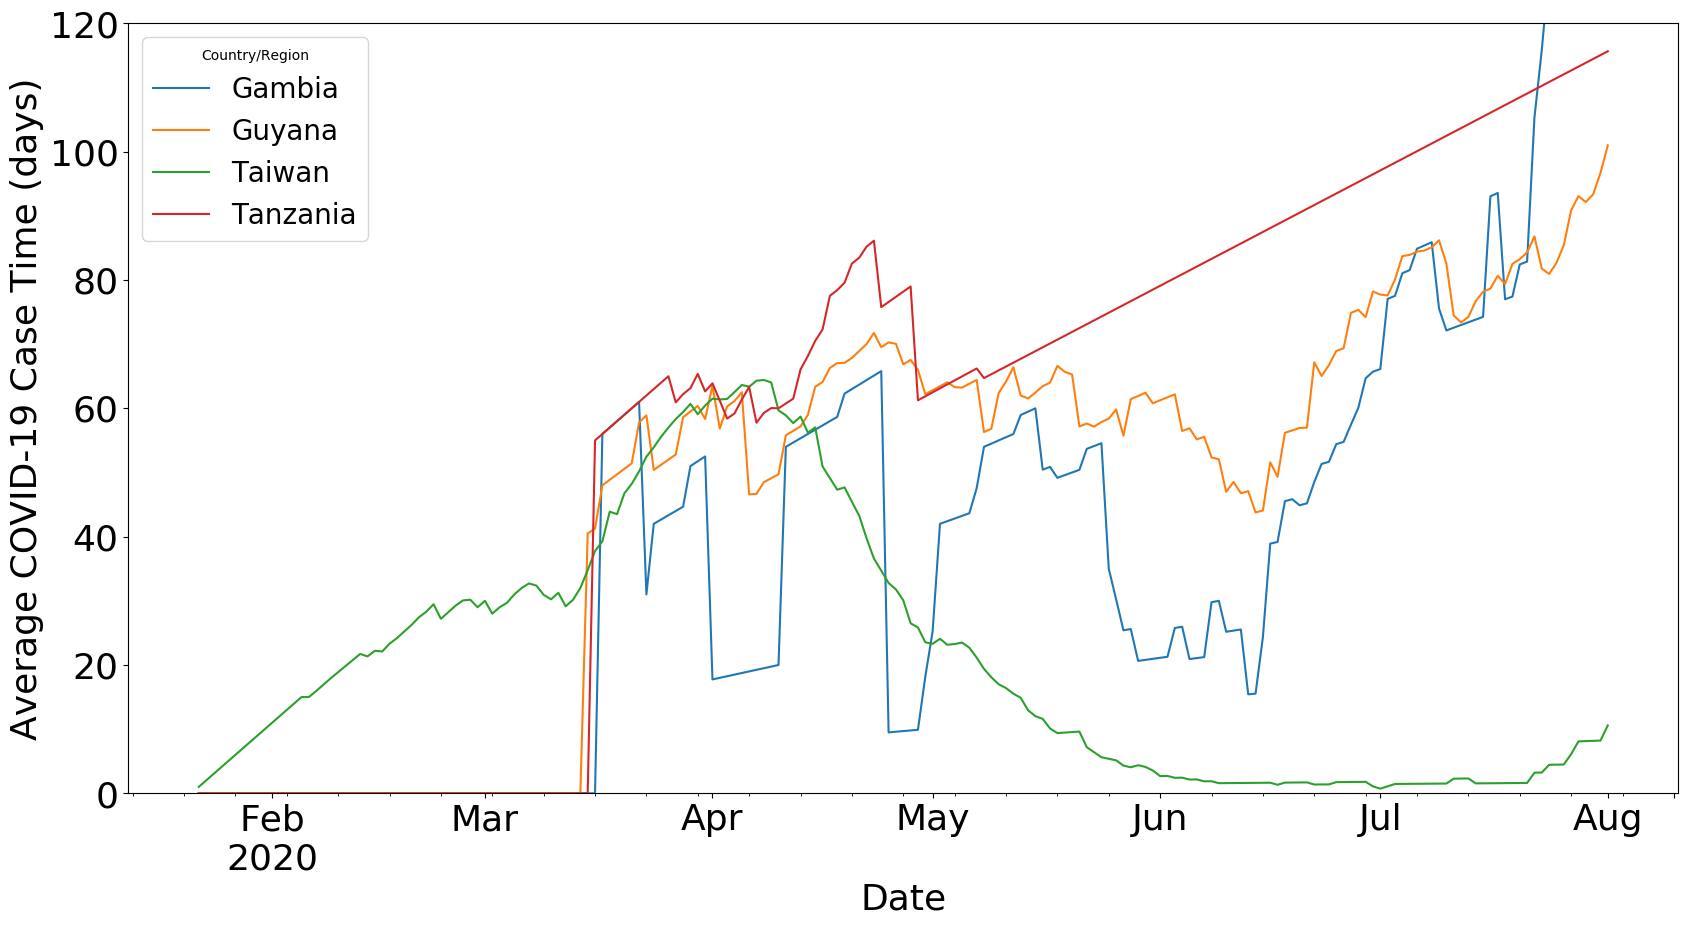 Average COVID-19 Case Time (days)
120
100
80
60
40
20
0
Country/Region
Gambia
Guyana
Taiwan
Tanzania
Feb
2020
Mar
Apr
May
Jun
Jul
Aug
Date